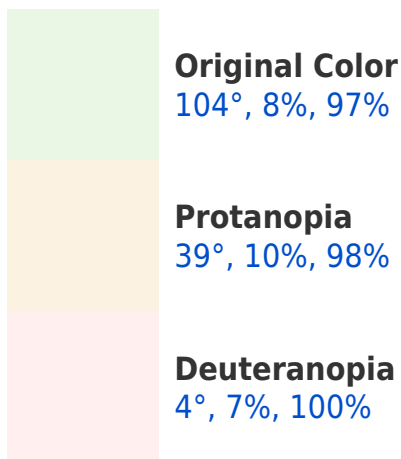 Original Color
104°, 8%, 97%
Protanopia
39°, 10%, 98%
Deuteranopia
4°, 7%, 100%